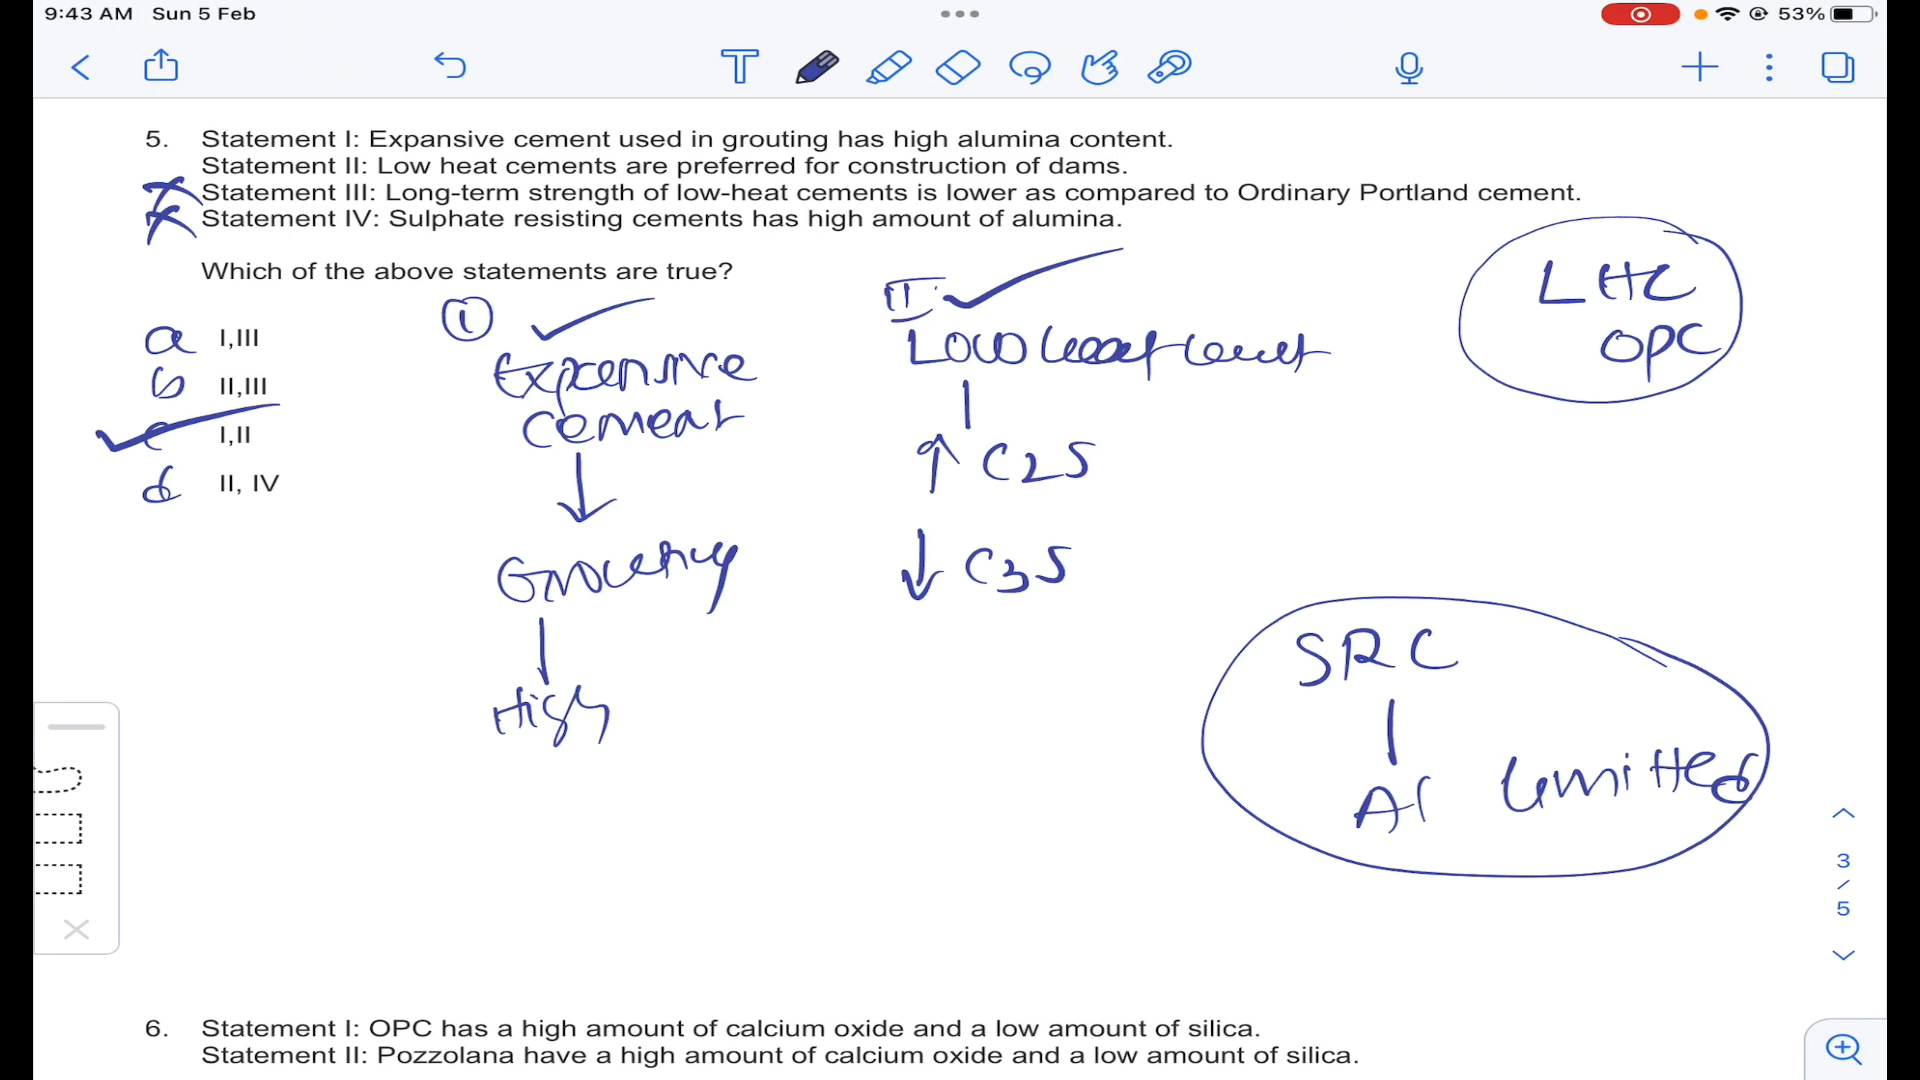 9:43 AM Sun 5 Feb
53%
5. Statement I: Expansive cement used in grouting has high alumina content.
Statement II: Low heat cements are preferred for construction of dams.
Statement III: Long-term strength of low-heat cements is lower as compared to Ordinary Portland cement.
Statement IV: Sulphate resisting cements has high amount of alumina.
Which of the above statements are true?
a I,III
b II,III
c I,II
d II, IV
I
Expensive
cement
High
II
Low heat
↑ C2S
↓ C3S
LHC
OPC
SRC
Al limitted
3
/
5
6. Statement I: OPC has a high amount of calcium oxide and a low amount of silica.
Statement II: Pozzolana have a high amount of calcium oxide and a low amount of silica.